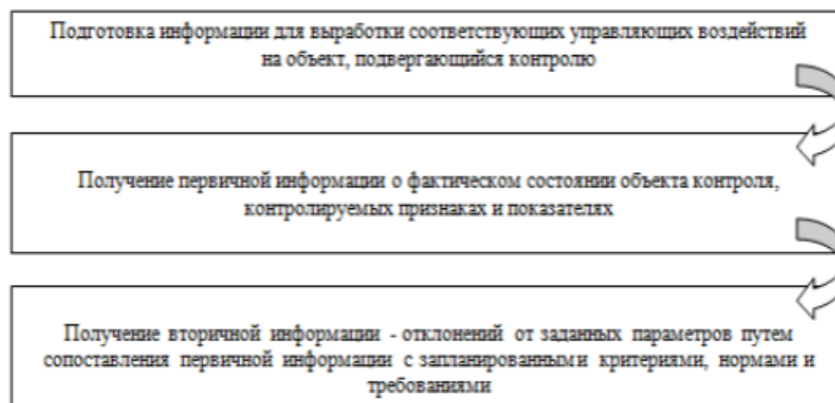 Подготовка информации для выработки соответствующих управляющих воздействий
на объект, подвергающийся контролю
Получение первичной информации о фактическом состоянии объекта контроля,
контролируемых признаках и показателях
Получение вторичной информации - отклонений от заданных параметров путем
сопоставления первичной информации с запланированными критериями, нормами и
требованиями